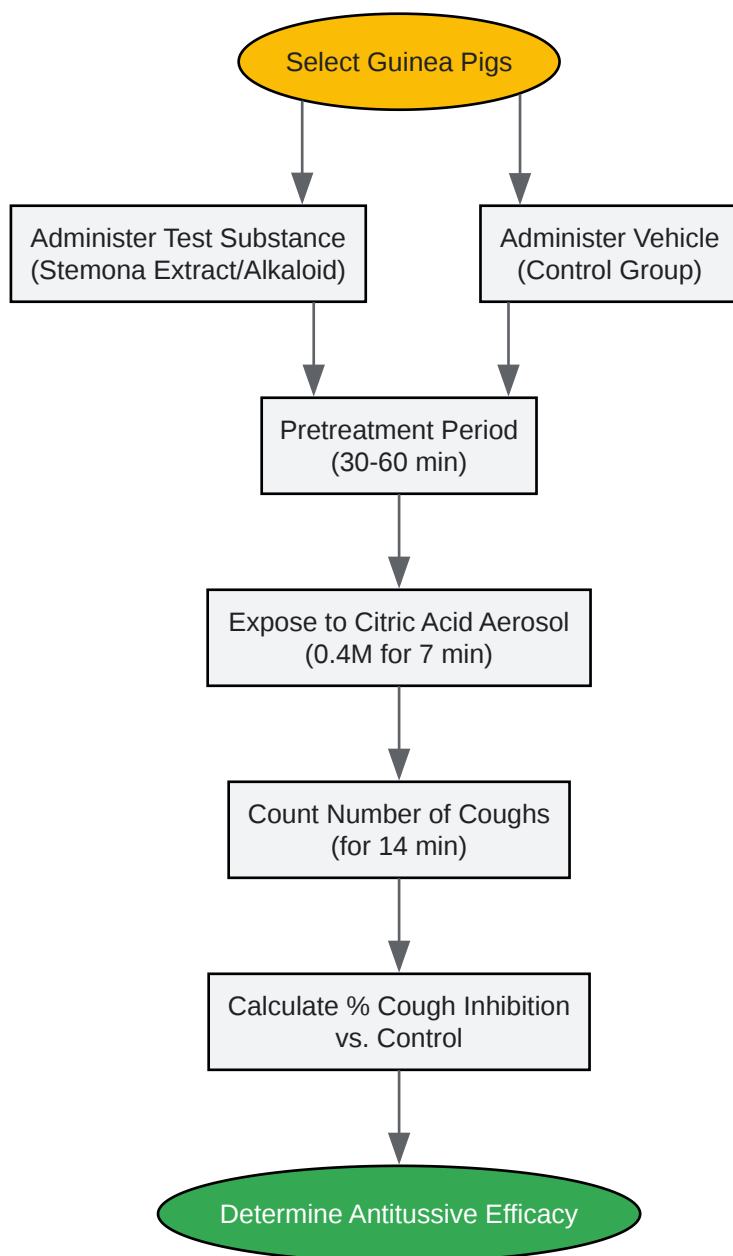 Select Guinea Pigs
Administer Test Substance
(Stemona Extract/Alkaloid)
Administer Vehicle
(Control Group)
Pretreatment Period
(30-60 min)
Expose to Citric Acid Aerosol
(0.4M for 7 min)
Count Number of Coughs
(for 14 min)
Calculate % Cough Inhibition
vs. Control
Determine Antitussive Efficacy